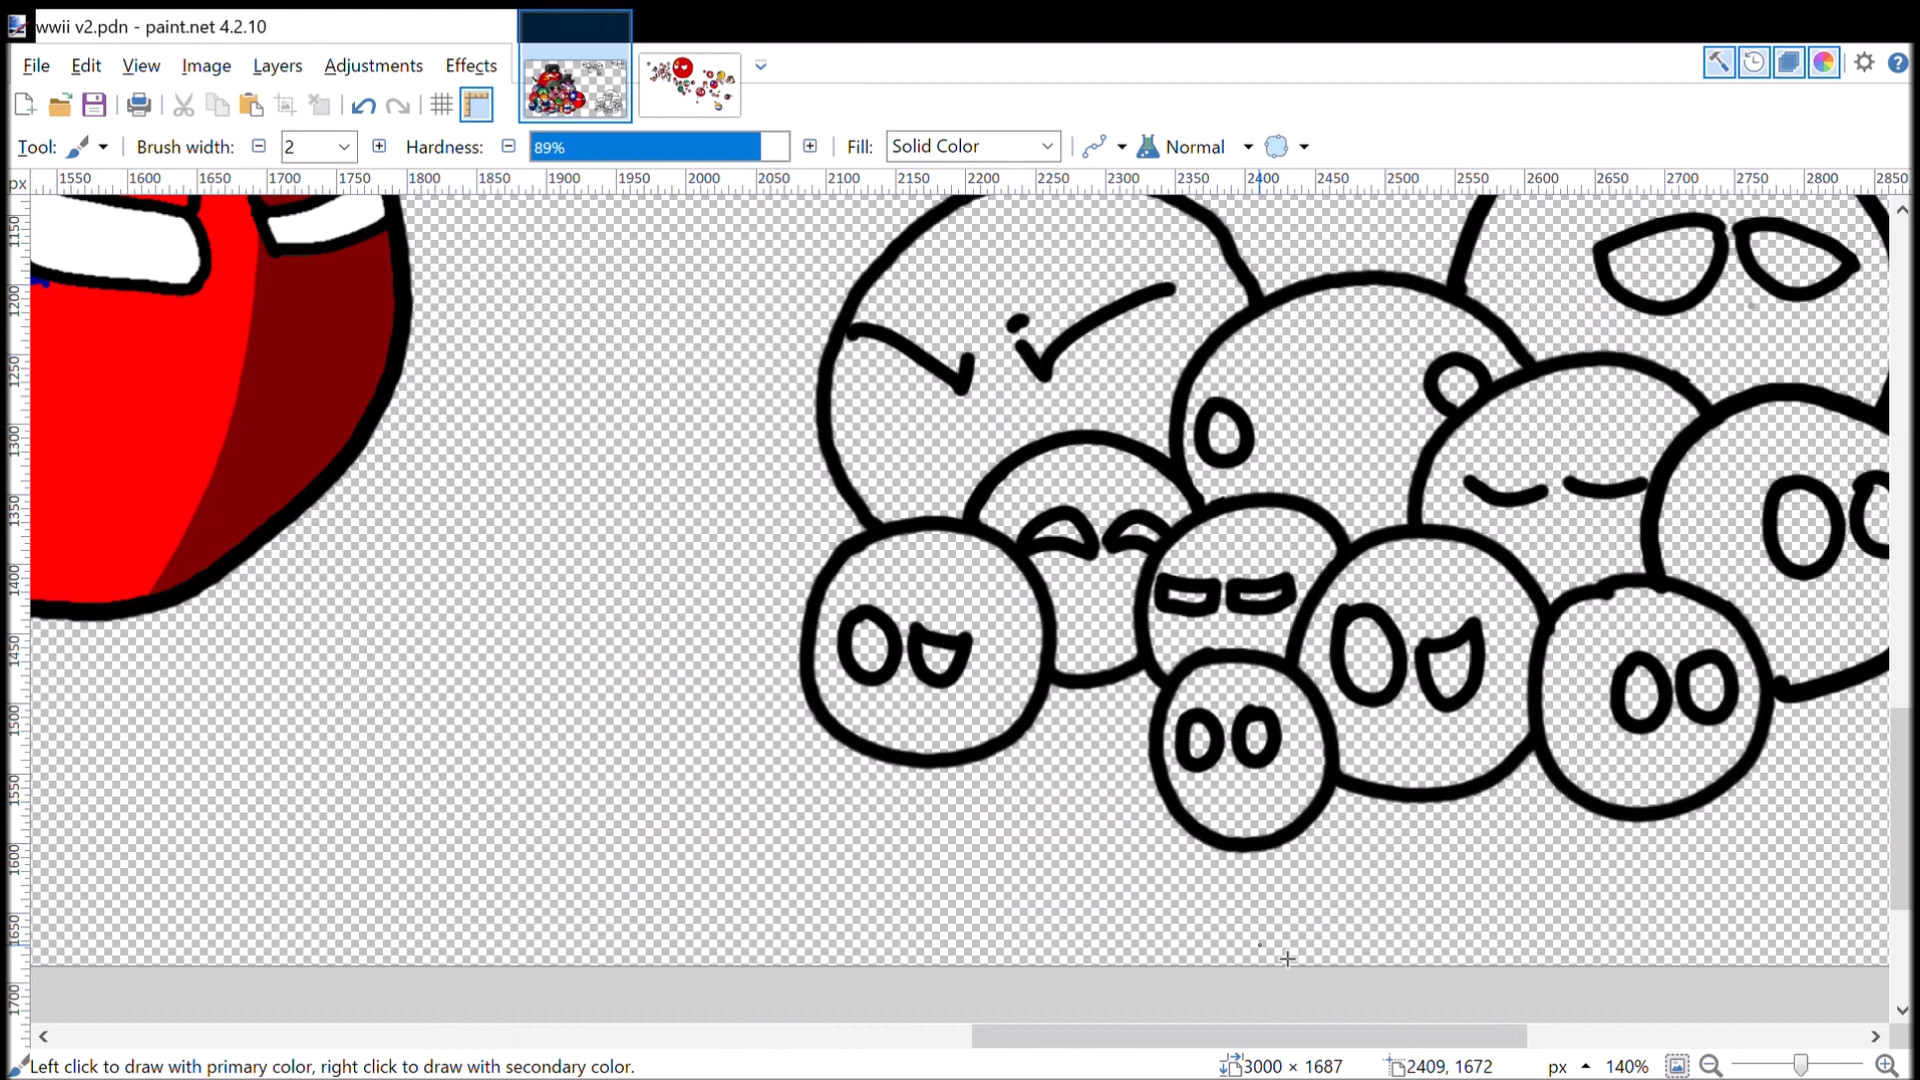 wwii v2.pdn - paint.net 4.2.10
File Edit View Image Layers Adjustments Effects
Tool: Brush width: 2 Hardness: 89% Fill: Solid Color Normal
px 1550 1600 1650 1700 1750 1800 1850 1900 1950 2000 2050 2100 2150 2200 2250 2300 2350 2400 2450 2500 2550 2600 2650 2700 2750 2800 2850
1150
1200
1250
1300
1350
1400
1450
1500
1550
1600
1650
1700
Left click to draw with primary color, right click to draw with secondary color. 3000 × 1687 2409, 1672 px 140%